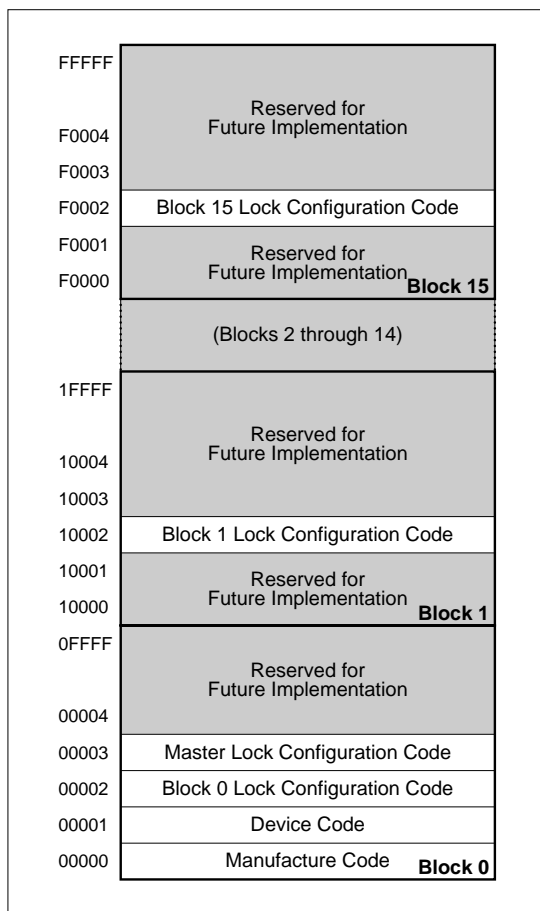 FFFFF
Reserved for
Future Implementation
F0004
F0003
F0002 Block 15 Lock Configuration Code
F0001
Reserved for
Future Implementation
F0000
Block 15
(Blocks 2 through 14)
1FFFF
Reserved for
Future Implementation
10004
10003
10002 Block 1 Lock Configuration Code
10001
Reserved for
Future Implementation
10000
Block 1
0FFFF
Reserved for
Future Implementation
00004
00003 Master Lock Configuration Code
00002 Block 0 Lock Configuration Code
00001 Device Code
00000 Manufacture Code Block 0